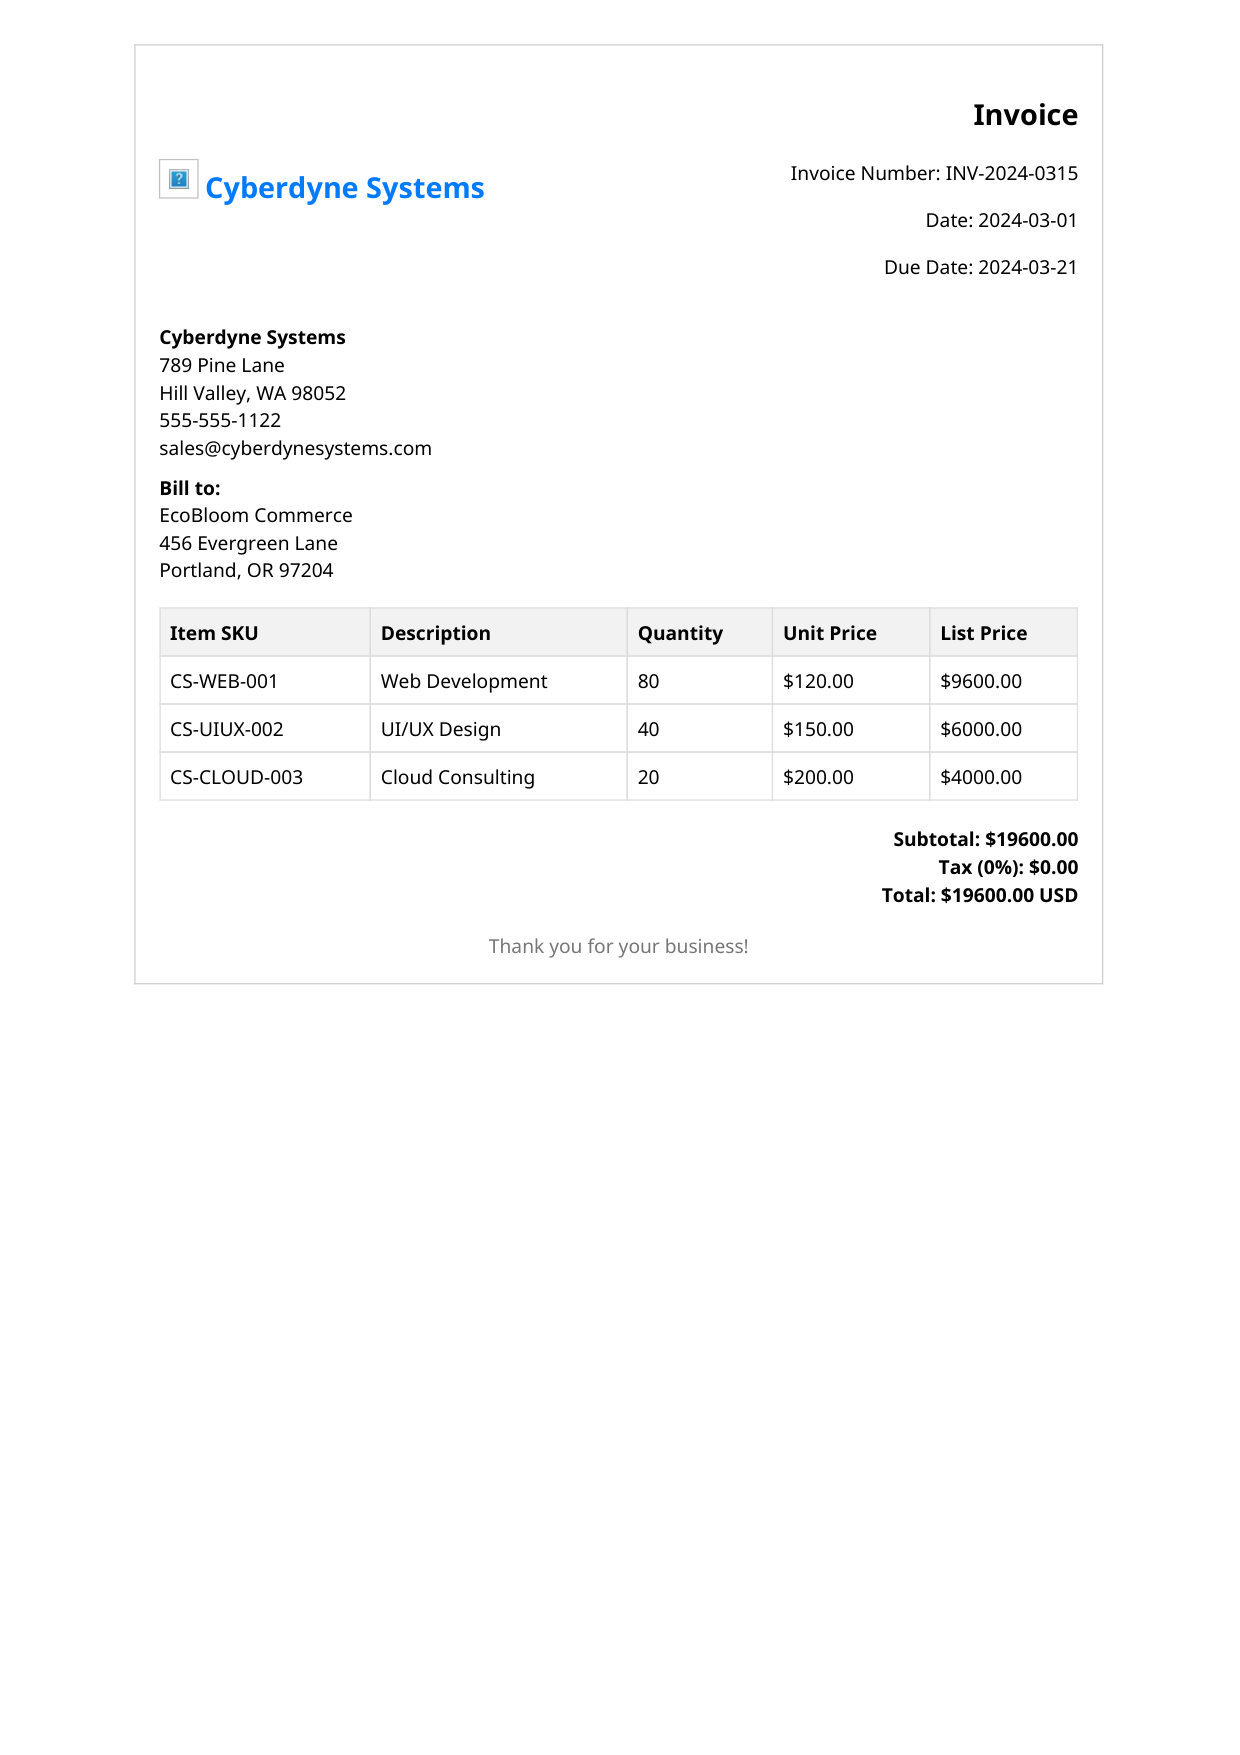 Invoice
Cyberdyne Systems
Invoice Number: INV-2024-0315
Date: 2024-03-01
Due Date: 2024-03-21
Cyberdyne Systems
789 Pine Lane
Hill Valley, WA 98052
555-555-1122
sales@cyberdynesystems.com
Bill to:
EcoBloom Commerce
456 Evergreen Lane
Portland, OR 97204
Item SKU Description Quantity Unit Price List Price
CS-WEB-001 Web Development 80 $120.00 $9600.00
CS-UIUX-002 UI/UX Design 40 $150.00 $6000.00
CS-CLOUD-003 Cloud Consulting 20 $200.00 $4000.00
Subtotal: $19600.00
Tax (0%): $0.00
Total: $19600.00 USD
Thank you for your business!